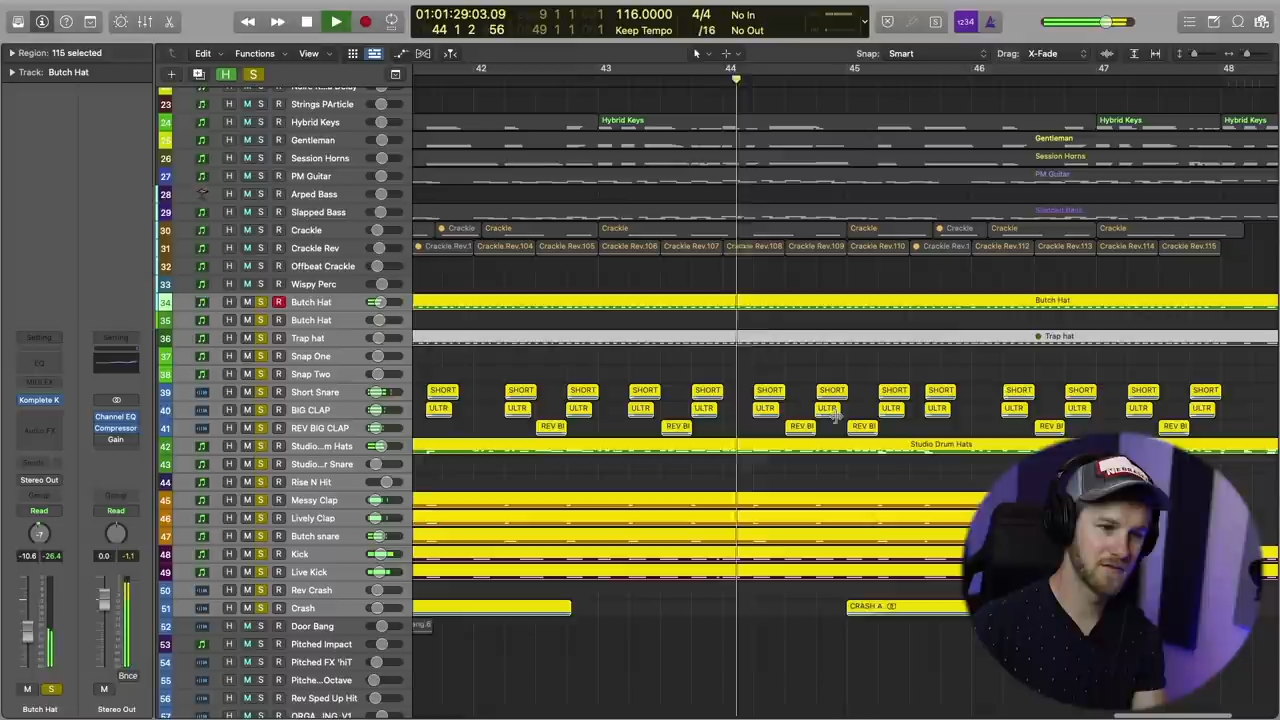 01:01:29:03.09 9 1 1 1 116.0000 4/4 No In
44 1 2 56 49 1 1 1 Keep Tempo /16 No Out
1234
Region: 115 selected
Edit Functions View Snap: Smart Drag: X-Fade
Track: Butch Hat
42 43 44 45 46 47 48
H S
23 H M S R Strings PArticle
24 H M S R Hybrid Keys Hybrid Keys Hybrid Keys Hybrid Keys
25 H M S R Gentleman Gentleman
26 H M S R Session Horns Session Horns
27 H M S R PM Guitar PM Guitar
28 H M S R Arped Bass
29 H M S R Slapped Bass Slapped Bass
30 H M S R Crackle Crackle Crackle Crackle Crackle Crackle Crackle Crackle
31 H M S R Crackle Rev Crackle Rev.1 Crackle Rev.104 Crackle Rev.105 Crackle Rev.106 Crackle Rev.107 Crackle Rev.108 Crackle Rev.109 Crackle Rev.110 Crackle Rev.1 Crackle Rev.112 Crackle Rev.113 Crackle Rev.114 Crackle Rev.115
32 H M S R Offbeat Crackle
33 H M S R Wispy Perc
34 H M S R Butch Hat Butch Hat
35 H M S R Butch Hat
36 H M S R Trap hat Trap hat
37 H M S R Snap One
38 H M S R Snap Two
39 H M S R Short Snare SHORT SHORT SHORT SHORT SHORT SHORT SHORT SHORT SHORT SHORT SHORT SHORT SHORT
40 H M S R BIG CLAP ULTR ULTR ULTR ULTR ULTR ULTR ULTR ULTR ULTR ULTR ULTR ULTR ULTR
41 H M S R REV BIG CLAP REV BI REV BI REV BI REV BI REV BI REV BI
42 H M S R Studio...m Hats Studio Drum Hats
43 H M S R Studio...r Snare
44 H M S R Rise N Hit
45 H M S R Messy Clap
46 H M S R Lively Clap
47 H M S R Butch snare
48 H M S R Kick
49 H M S R Live Kick
50 H M S R Rev Crash
51 H M S R Crash CRASH A..
52 H M S R Door Bang ang.6
53 H M S R Pitched Impact
54 H M S R Pitched FX 'hiT
55 H M S R Pitche...Octave
56 H M S R Rev Sped Up Hit
57
Setting Setting
EQ
MIDI FX
Komplete K
Channel EQ
Compressor
Gain
Audio FX
Sends
Stereo Out
Group Group
Read Read
-7
-10.6 -26.4 0.0 -1.1
Bnce
M S M
Butch Hat Stereo Out